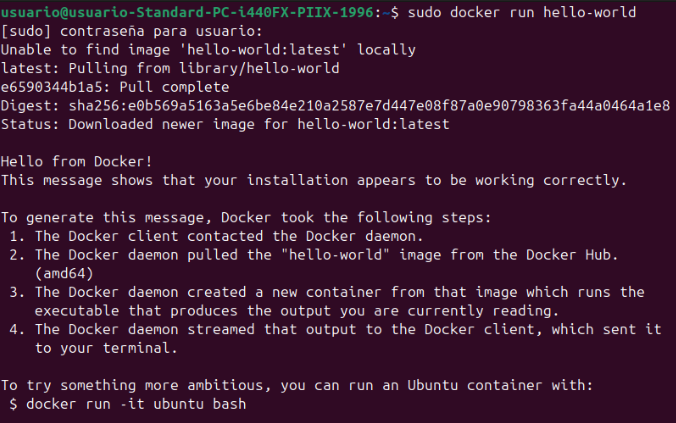 usuario@usuario-Standard-PC-i440FX-PIIX-1996:~$ sudo docker run hello-world
[sudo] contraseña para usuario:
Unable to find image 'hello-world:latest' locally
latest: Pulling from library/hello-world
e6590344b1a5: Pull complete
Digest: sha256:e0b569a5163a5e6be84e210a2587e7d447e08f87a0e90798363fa44a0464a1e8
Status: Downloaded newer image for hello-world:latest

Hello from Docker!
This message shows that your installation appears to be working correctly.

To generate this message, Docker took the following steps:
 1. The Docker client contacted the Docker daemon.
 2. The Docker daemon pulled the "hello-world" image from the Docker Hub.
    (amd64)
 3. The Docker daemon created a new container from that image which runs the
    executable that produces the output you are currently reading.
 4. The Docker daemon streamed that output to the Docker client, which sent it
    to your terminal.

To try something more ambitious, you can run an Ubuntu container with:
 $ docker run -it ubuntu bash